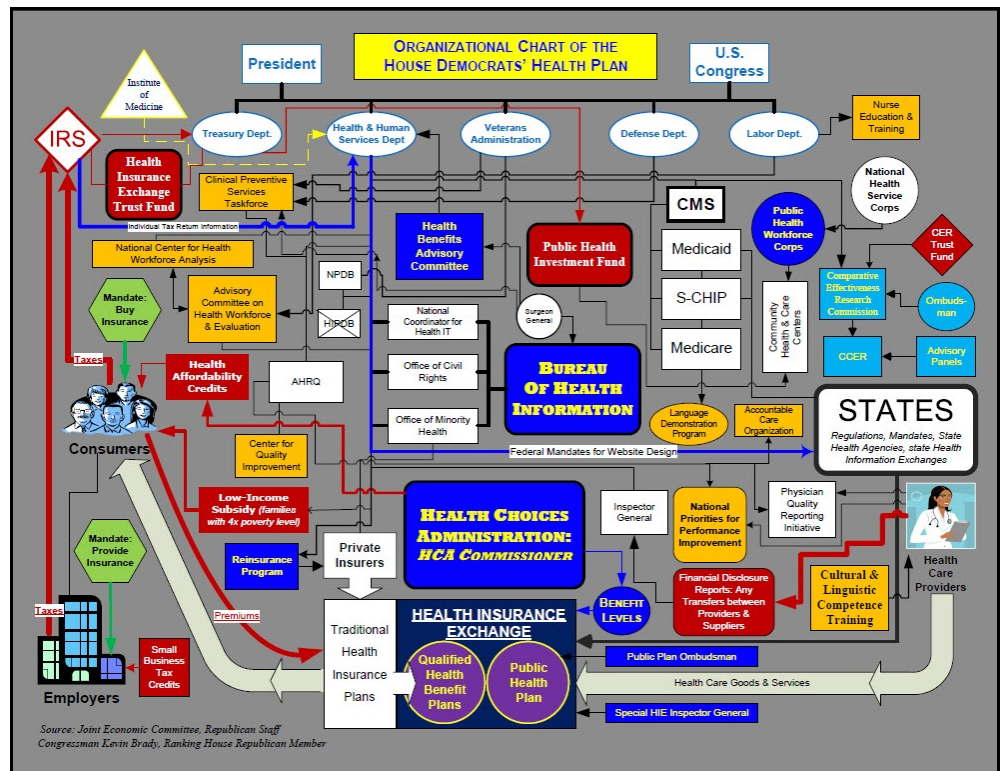 ORGANIZATIONAL CHART OF THE
HOUSE DEMOCRATS' HEALTH PLAN
President
U.S.
Congress
Institute
of
Medicine
IRS
Treasury Dept.
Health & Human
Services Dept
Veterans
Administration
Defense Dept.
Labor Dept.
Nurse
Education &
Training
Health
Insurance
Exchange
Trust Fund
Clinical Preventive
Services
Taskforce
National
Health
Service
Corps
CMS
Public
Health
Workforce
Corps
Individual Tax Return Information
Health
Benefits
Advisory
Committee
Public Health
Investment Fund
CER
Trust
Fund
National Center for Health
Workforce Analysis
Medicaid
NPDB
Comparative
Effectiveness
Research
Commission
Mandate:
Buy
Insurance
Advisory
Committee on
Health Workforce
& Evaluation
S-CHIP
Ombuds-
man
HIPDB
National
Coordinator for
Health IT
Surgeon
General
Community
Health & Care
Centers
Medicare
CCER
Advisory
Panels
Taxes
Health
Affordability
Credits
AHRQ
Office of Civil
Rights
BUREAU
OF HEALTH
INFORMATION
STATES
Regulations, Mandates, State
Health Agencies, state Health
Information Exchanges
Office of Minority
Health
Language
Demonstration
Program
Accountable
Care
Organization
Consumers
Center for
Quality
Improvement
Federal Mandates for Website Design
Low-Income
Subsidy (families
with 4x poverty level)
HEALTH CHOICES
ADMINISTRATION:
HCA COMMISSIONER
Inspector
General
National
Priorities for
Performance
Improvement
Physician
Quality
Reporting
Initiative
Mandate:
Provide
Insurance
Reinsurance
Program
Private
Insurers
Health
Care
Providers
Financial Disclosure
Reports: Any
Transfers between
Providers &
Suppliers
Cultural &
Linguistic
Competence
Training
Taxes
Premiums
BENEFIT
LEVELS
Traditional
Health
Insurance
Plans
HEALTH INSURANCE
EXCHANGE
Qualified
Health
Benefit
Plans
Public
Health
Plan
Public Plan Ombudsman
Small
Business
Tax
Credits
Employers
Health Care Goods & Services
Special HIE Inspector General
Source: Joint Economic Committee, Republican Staff
Congressman Kevin Brady, Ranking House Republican Member